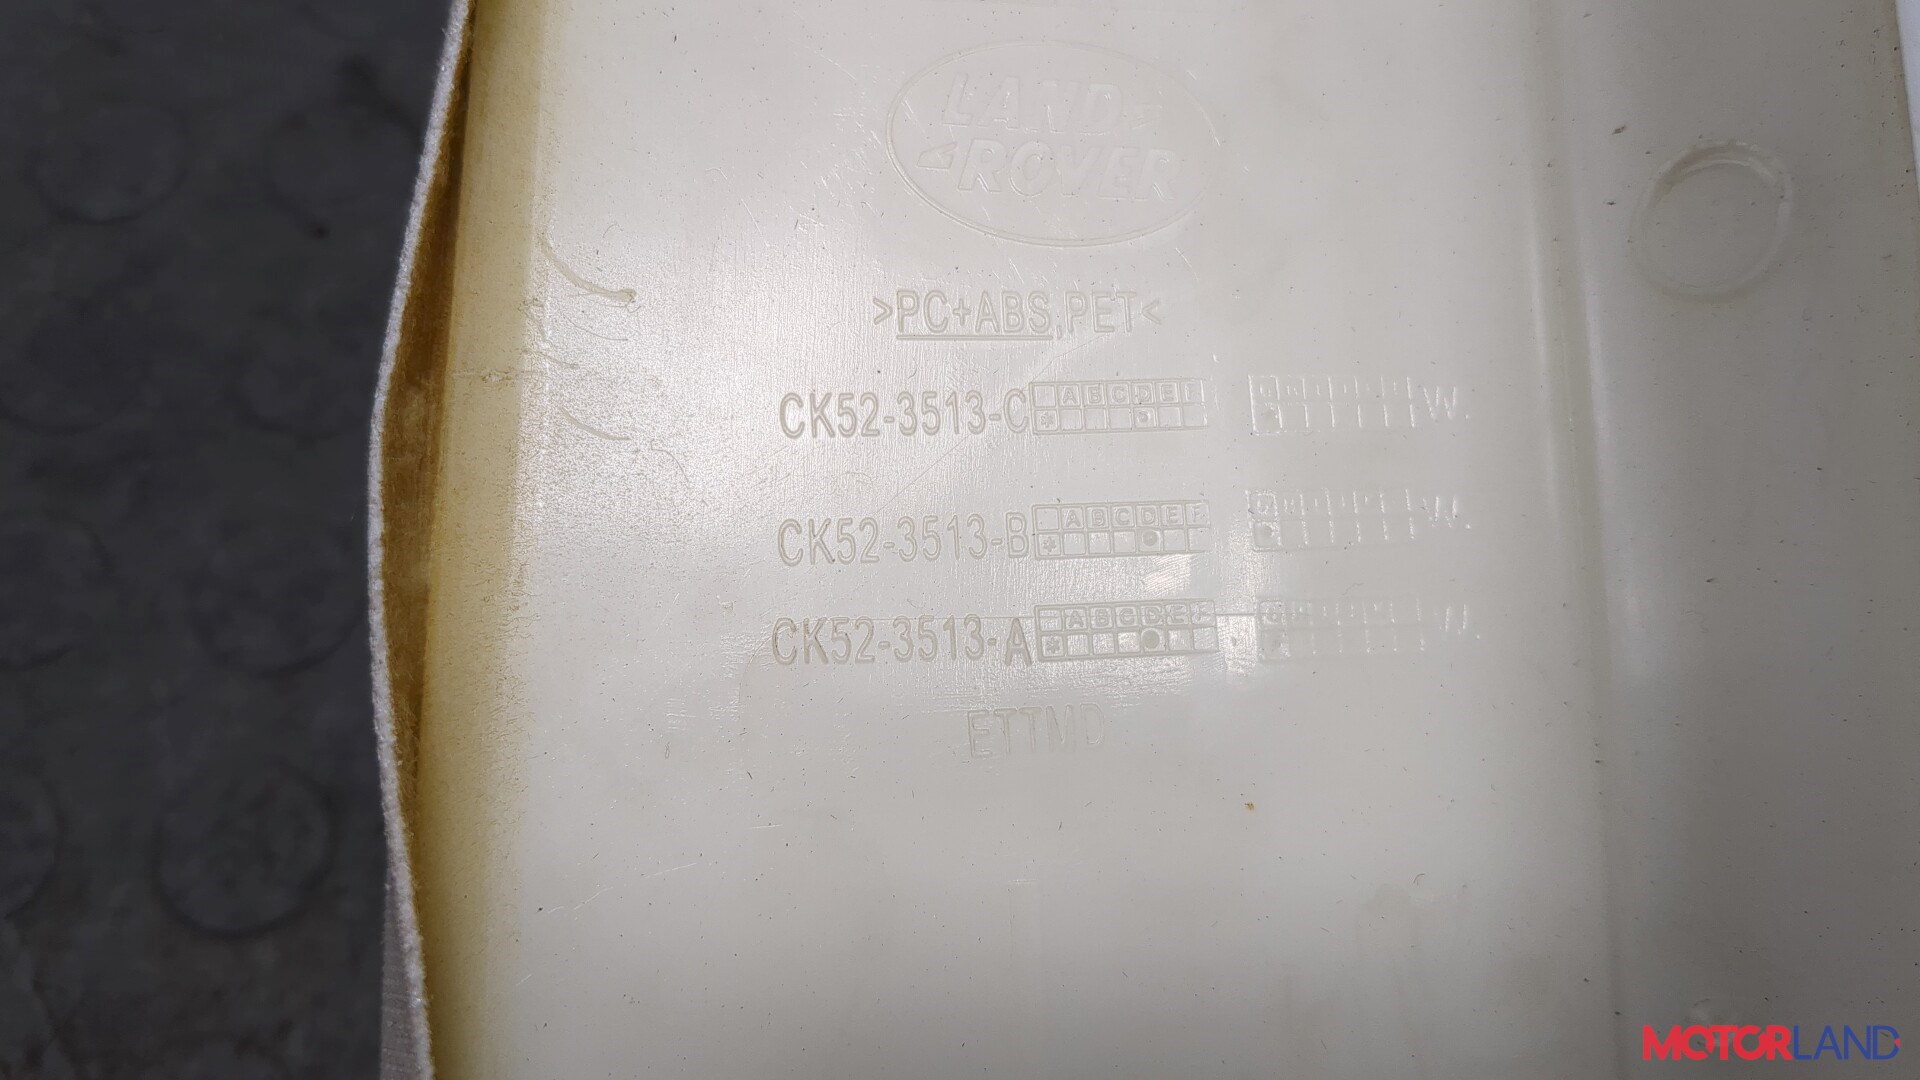 LAND
ROVER
>PC+ABS,PET<
CK52-3513-C A B C D E F W.
*
CK52-3513-B A B C D E F W.
*
CK52-3513-A A B C D E F W.
*
ETTMD
MOTORLAND